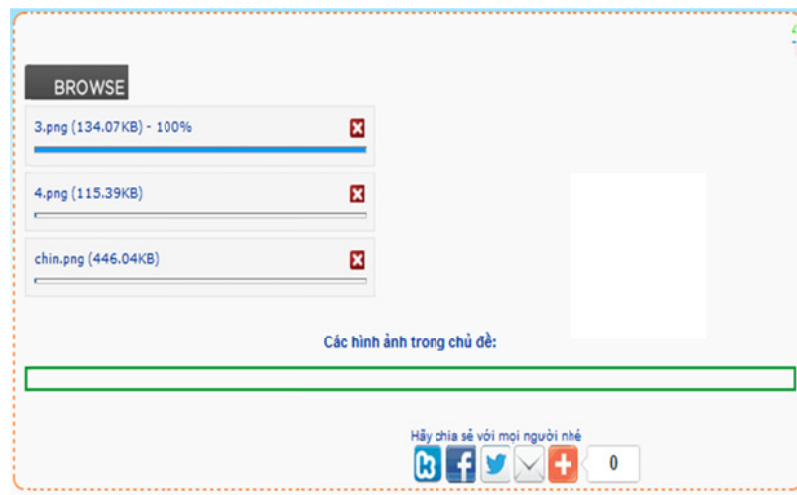 BROWSE
3.png (134.07KB) - 100%
4.png (115.39KB)
chin.png (446.04KB)
Các hình ảnh trong chủ đề:
Hãy chia sẻ với mọi người nhé
0